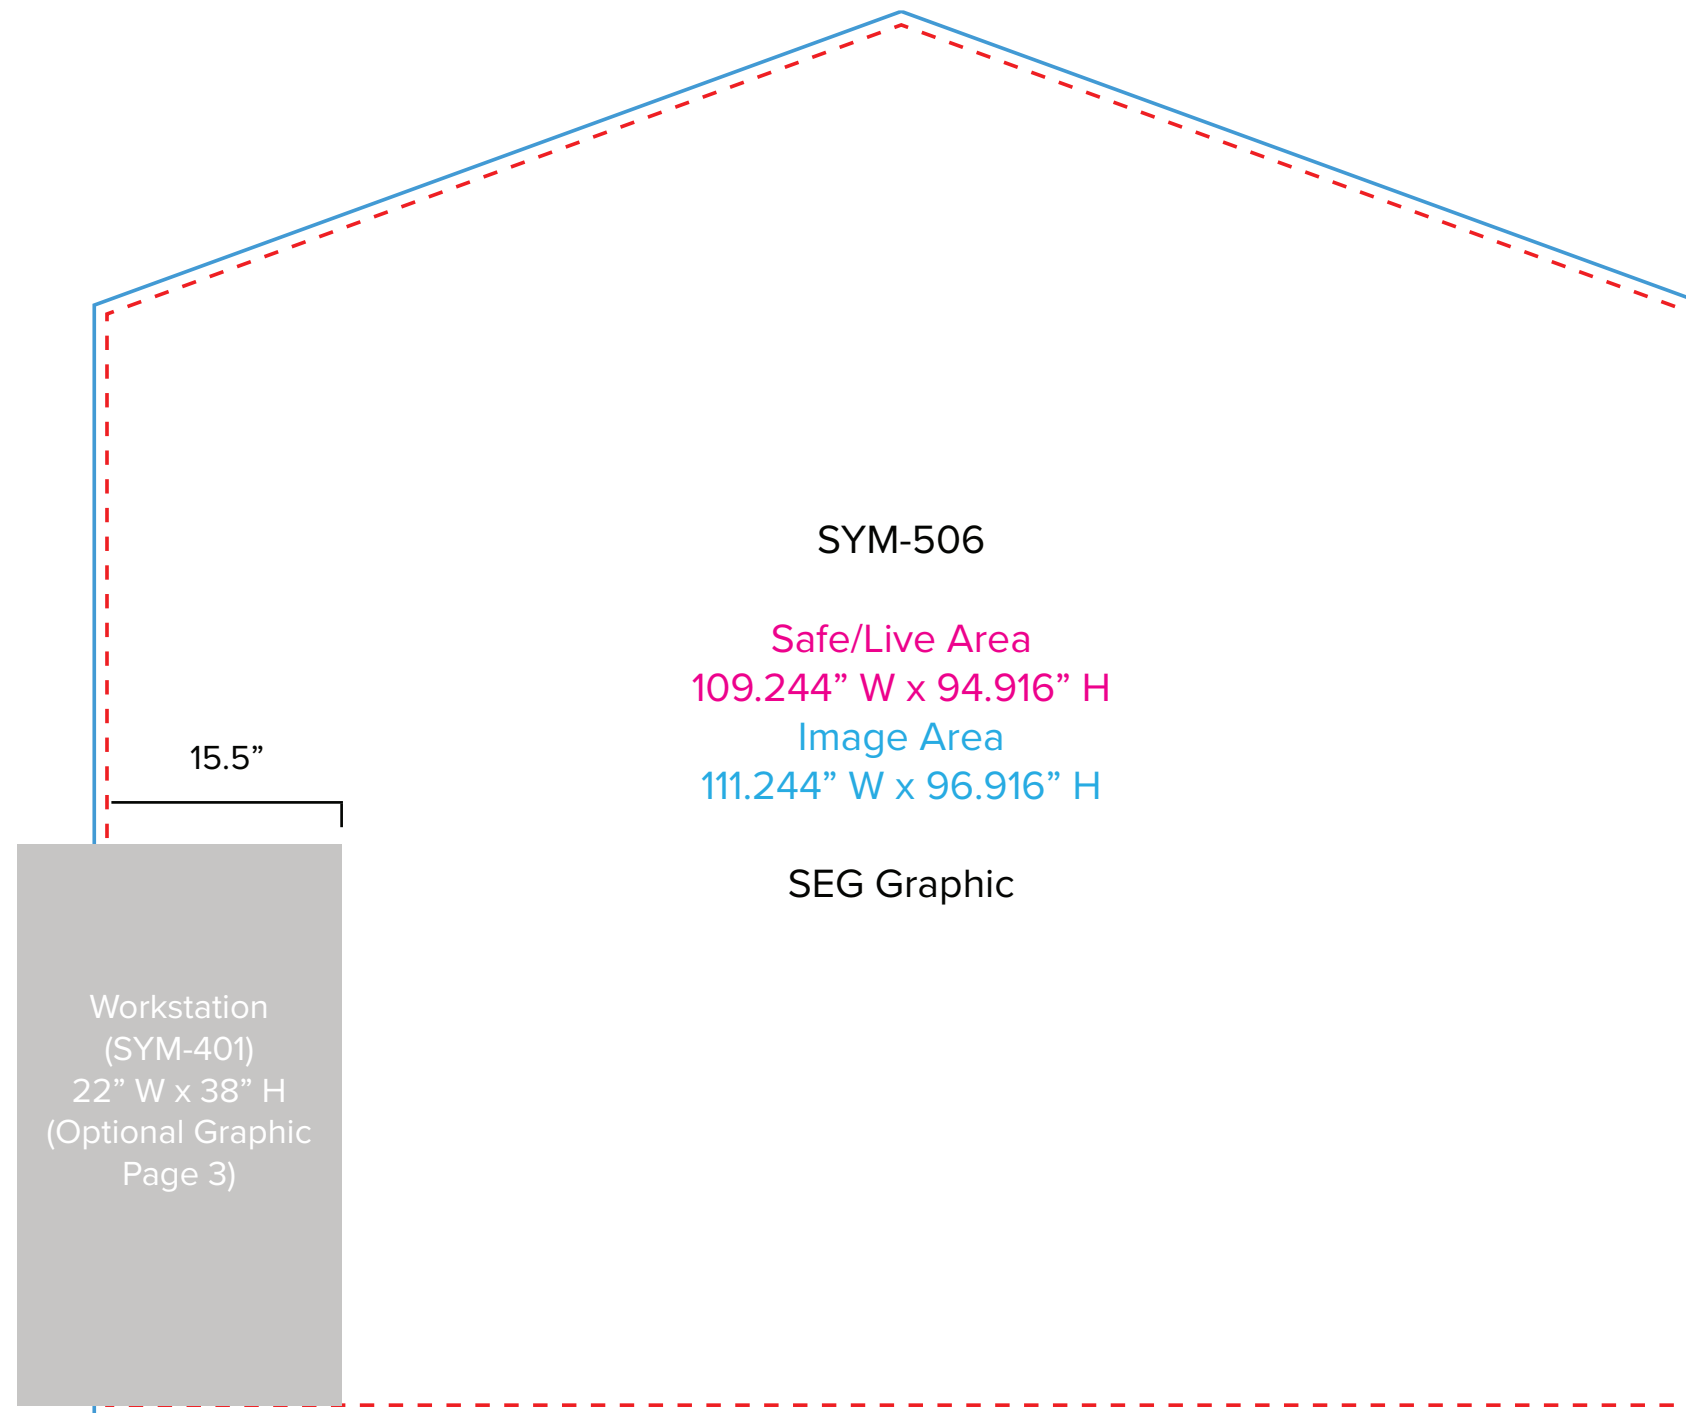 SYM-506
Safe/Live Area
109.244” W x 94.916” H
Image Area
111.244” W x 96.916” H
SEG Graphic
15.5”
Workstation
(SYM-401)
22” W x 38” H
(Optional Graphic
Page 3)